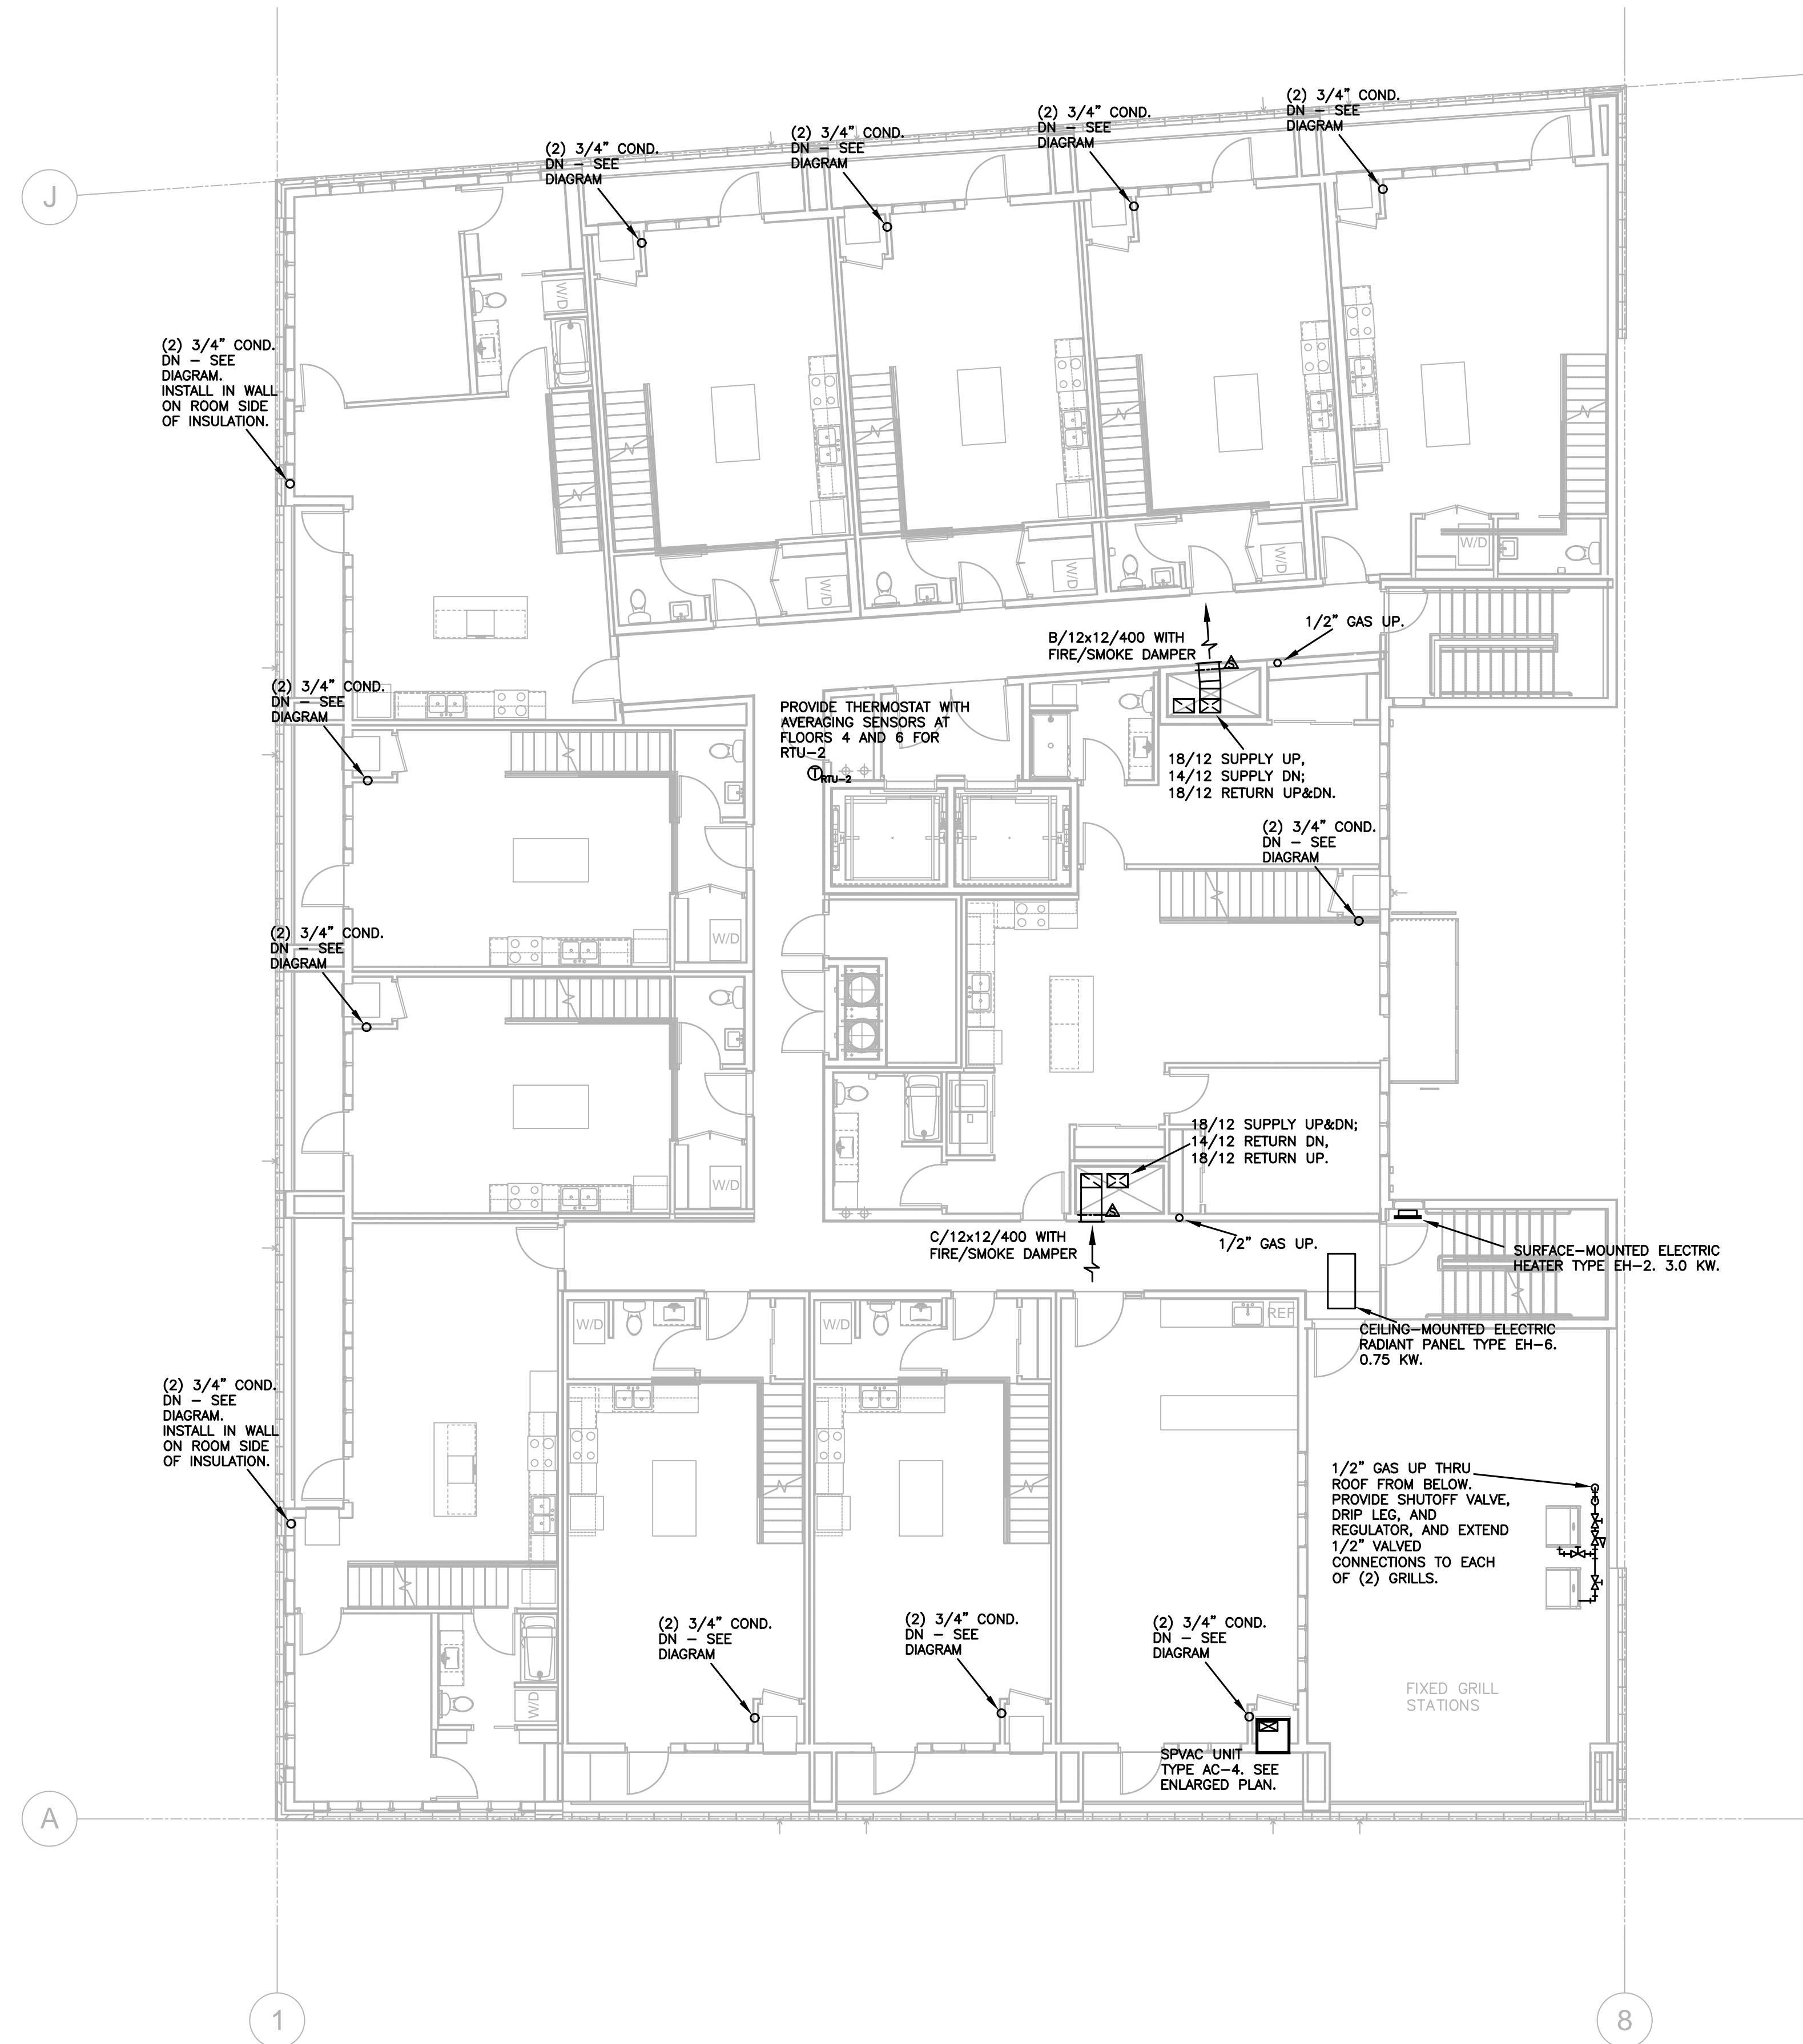 (2) 3/4" COND.
DN – SEE
DIAGRAM
(2) 3/4" COND.
DN – SEE
DIAGRAM
(2) 3/4" COND.
DN – SEE
DIAGRAM
(2) 3/4" COND.
DN – SEE
DIAGRAM
J
W/D
(2) 3/4" COND.
DN – SEE
DIAGRAM.
INSTALL IN WALL
ON ROOM SIDE
OF INSULATION.
W/D
W/D
W/D
W/D
B/12x12/400 WITH
FIRE/SMOKE DAMPER
1/2" GAS UP.
(2) 3/4" COND.
DN – SEE
DIAGRAM
PROVIDE THERMOSTAT WITH
AVERAGING SENSORS AT
FLOORS 4 AND 6 FOR
RTU-2
T RTU-2
18/12 SUPPLY UP,
14/12 SUPPLY DN;
18/12 RETURN UP&DN.
(2) 3/4" COND.
DN – SEE
DIAGRAM
W/D
(2) 3/4" COND.
DN – SEE
DIAGRAM
W/D
18/12 SUPPLY UP&DN;
14/12 RETURN DN,
18/12 RETURN UP.
C/12x12/400 WITH
FIRE/SMOKE DAMPER
1/2" GAS UP.
SURFACE-MOUNTED ELECTRIC
HEATER TYPE EH-2. 3.0 KW.
W/D
W/D
REF
CEILING-MOUNTED ELECTRIC
RADIANT PANEL TYPE EH-6.
0.75 KW.
(2) 3/4" COND.
DN – SEE
DIAGRAM.
INSTALL IN WALL
ON ROOM SIDE
OF INSULATION.
1/2" GAS UP THRU
ROOF FROM BELOW.
PROVIDE SHUTOFF VALVE,
DRIP LEG, AND
REGULATOR, AND EXTEND
1/2" VALVED
CONNECTIONS TO EACH
OF (2) GRILLS.
(2) 3/4" COND.
DN – SEE
DIAGRAM
(2) 3/4" COND.
DN – SEE
DIAGRAM
(2) 3/4" COND.
DN – SEE
DIAGRAM
W/D
FIXED GRILL
STATIONS
SPVAC UNIT
TYPE AC-4. SEE
ENLARGED PLAN.
A
1
8